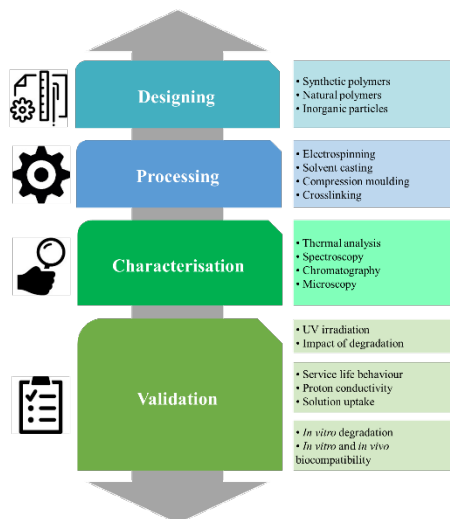 Designing
• Synthetic polymers
• Natural polymers
• Inorganic particles
Processing
• Electrospinning
• Solvent casting
• Compression moulding
• Crosslinking
Characterisation
• Thermal analysis
• Spectroscopy
• Chromatography
• Microscopy
Validation
• UV irradiation
• Impact of degradation
• Service life behaviour
• Proton conductivity
• Solution uptake
• In vitro degradation
• In vitro and in vivo
biocompatibility